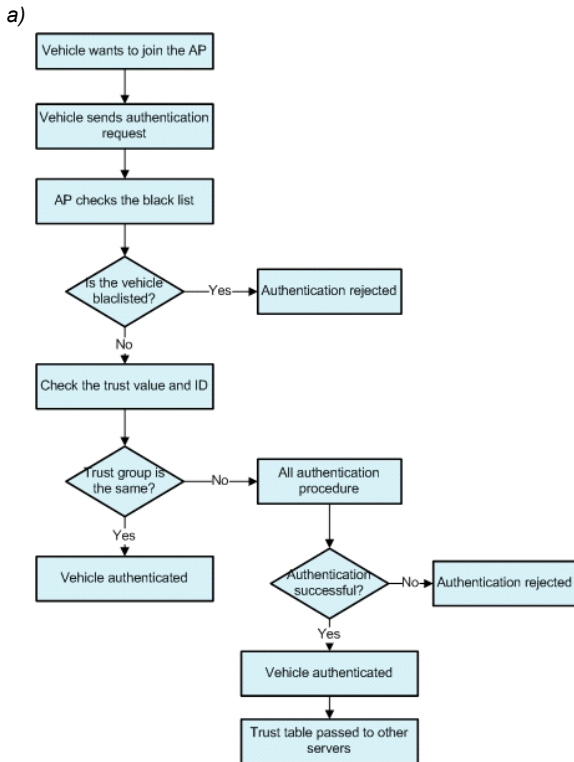 a)
Vehicle wants to join the AP
Vehicle sends authentication
request
AP checks the black list
Is the vehicle
blaclisted?
Yes
Authentication rejected
No
Check the trust value and ID
Trust group is
the same?
No
All authentication
procedure
Yes
Vehicle authenticated
Authentication
successful?
No
Authentication rejected
Yes
Vehicle authenticated
Trust table passed to other
servers